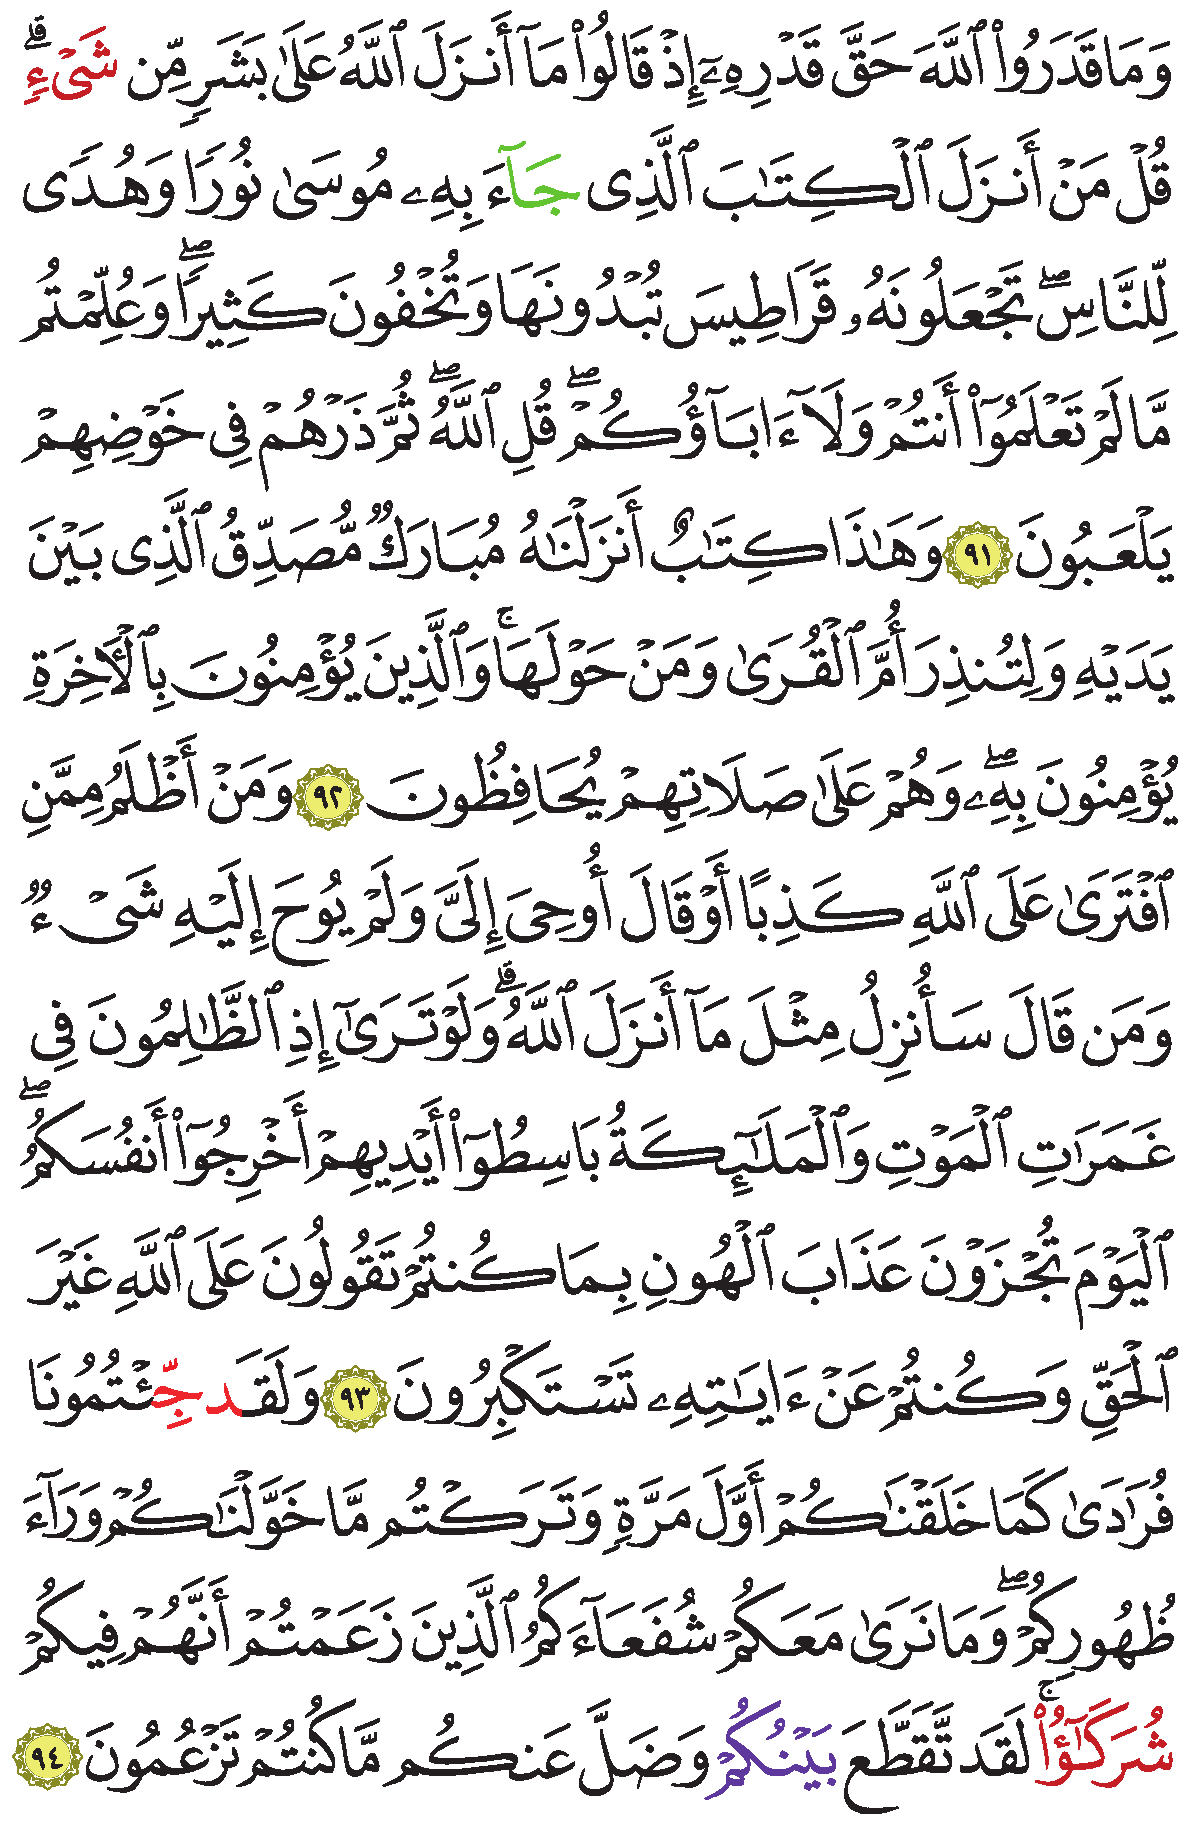 وَمَا قَدَرُوا۟ ٱللَّهَ حَقَّ قَدْرِهِۦٓ إِذْ قَالُوا۟ مَآ أَنزَلَ ٱللَّهُ عَلَىٰ بَشَرٍ مِّن شَىْءٍ ۗ
قُلْ مَنْ أَنزَلَ ٱلْكِتَـٰبَ ٱلَّذِى جَآءَ بِهِۦ مُوسَىٰ نُورًا وَهُدًى
لِّلنَّاسِ ۖ تَجْعَلُونَهُۥ قَرَاطِيسَ تُبْدُونَهَا وَتُخْفُونَ كَثِيرًا ۖ وَعُلِّمْتُم
مَّا لَمْ تَعْلَمُوٓا۟ أَنتُمْ وَلَآ ءَابَآؤُكُمْ ۖ قُلِ ٱللَّهُ ۖ ثُمَّ ذَرْهُمْ فِى خَوْضِهِمْ
يَلْعَبُونَ ٩١ وَهَـٰذَا كِتَـٰبٌ أَنزَلْنَـٰهُ مُبَارَكٌ مُّصَدِّقُ ٱلَّذِى بَيْنَ
يَدَيْهِ وَلِتُنذِرَ أُمَّ ٱلْقُرَىٰ وَمَنْ حَوْلَهَا ۚ وَٱلَّذِينَ يُؤْمِنُونَ بِٱلْأَخِرَةِ
يُؤْمِنُونَ بِهِۦ ۖ وَهُمْ عَلَىٰ صَلَاتِهِمْ يُحَافِظُونَ ٩٢ وَمَنْ أَظْلَمُ مِمَّنِ
ٱفْتَرَىٰ عَلَى ٱللَّهِ كَذِبًا أَوْ قَالَ أُوحِىَ إِلَىَّ وَلَمْ يُوحَ إِلَيْهِ شَىْءٌ
وَمَن قَالَ سَأُنزِلُ مِثْلَ مَآ أَنزَلَ ٱللَّهُ ۗ وَلَوْ تَرَىٰٓ إِذِ ٱلظَّـٰلِمُونَ فِى
غَمَرَٰتِ ٱلْمَوْتِ وَٱلْمَلَـٰٓئِكَةُ بَاسِطُوٓا۟ أَيْدِيهِمْ أَخْرِجُوٓا۟ أَنفُسَكُمُ ۖ
ٱلْيَوْمَ تُجْزَوْنَ عَذَابَ ٱلْهُونِ بِمَا كُنتُمْ تَقُولُونَ عَلَى ٱللَّهِ غَيْرَ
ٱلْحَقِّ وَكُنتُمْ عَنْ ءَايَـٰتِهِۦ تَسْتَكْبِرُونَ ٩٣ وَلَقَد جِّئْتُمُونَا
فُرَٰدَىٰ كَمَا خَلَقْنَـٰكُمْ أَوَّلَ مَرَّةٍ وَتَرَكْتُم مَّا خَوَّلْنَـٰكُمْ وَرَآءَ
ظُهُورِكُمْ ۖ وَمَا نَرَىٰ مَعَكُمْ شُفَعَآءَكُمُ ٱلَّذِينَ زَعَمْتُمْ أَنَّهُمْ فِيكُمْ
شُرَكَـٰٓؤُا۟ ۚ لَقَد تَّقَطَّعَ بَيْنُكُمْ وَضَلَّ عَنكُم مَّا كُنتُمْ تَزْعُمُونَ ٩٤